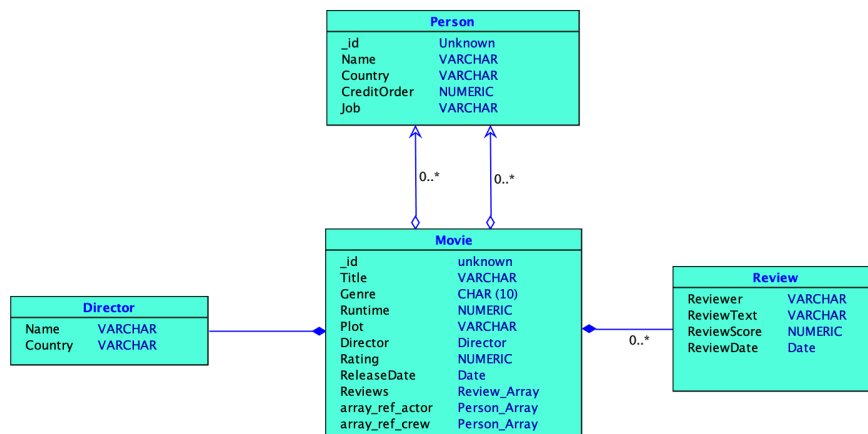 Person
_id Unknown
Name VARCHAR
Country VARCHAR
CreditOrder NUMERIC
Job VARCHAR
0..*
0..*
Movie
_id unknown
Title VARCHAR
Genre CHAR (10)
Runtime NUMERIC
Plot VARCHAR
Director Director
Rating NUMERIC
ReleaseDate Date
Reviews Review_Array
array_ref_actor Person_Array
array_ref_crew Person_Array
Director
Name VARCHAR
Country VARCHAR
0..*
Review
Reviewer VARCHAR
ReviewText VARCHAR
ReviewScore NUMERIC
ReviewDate Date